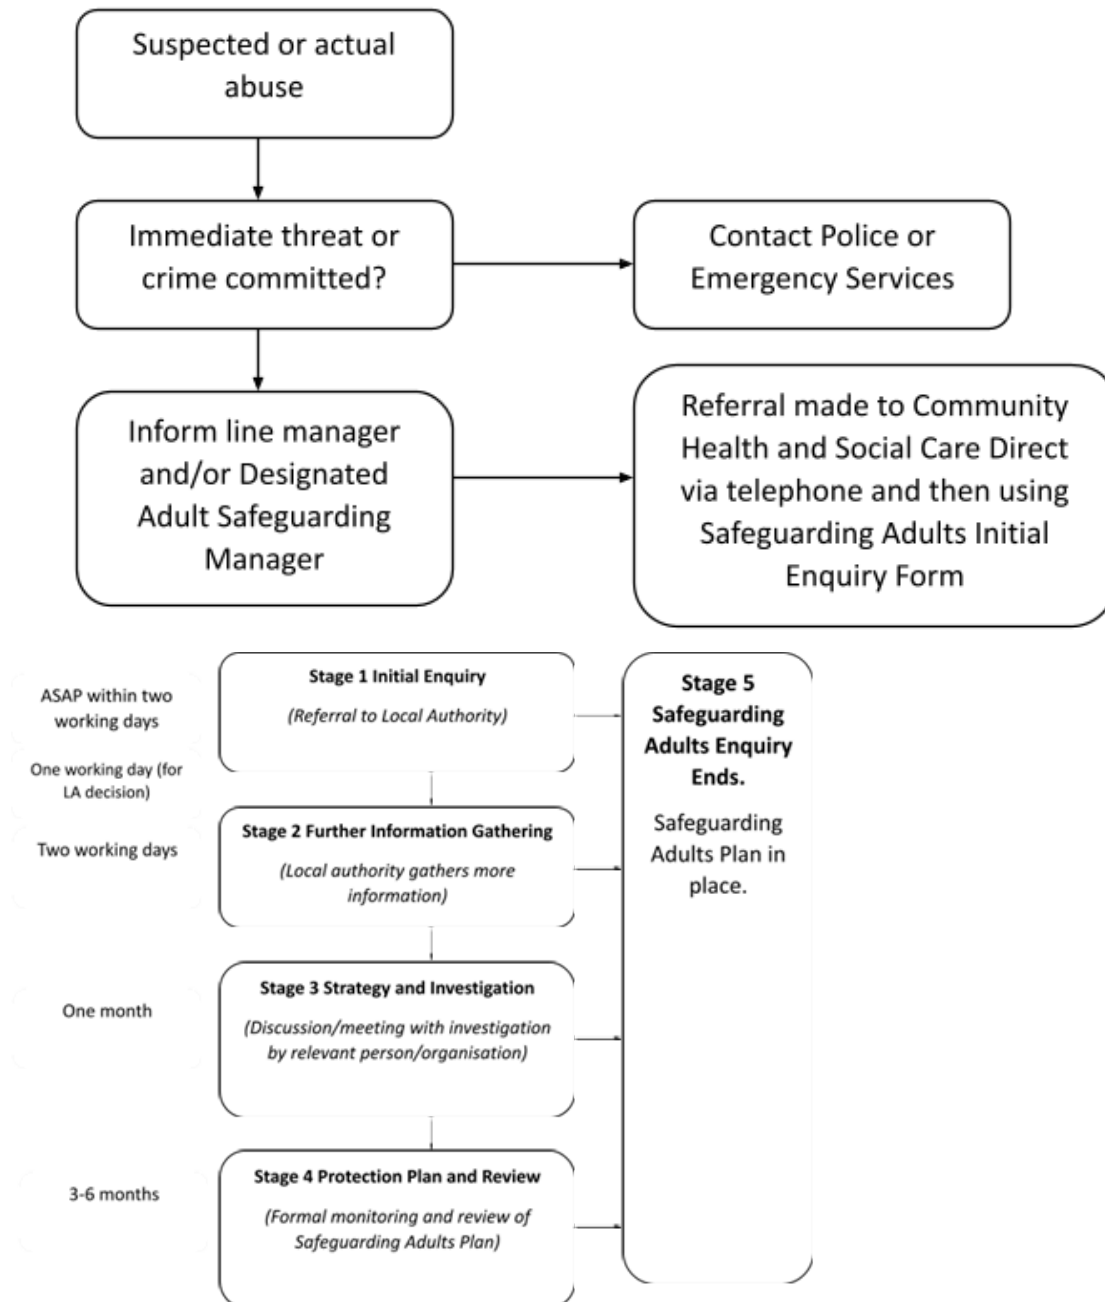 Suspected or actual
abuse
Immediate threat or
crime committed?
Contact Police or
Emergency Services
Inform line manager
and/or Designated
Adult Safeguarding
Manager
Referral made to Community
Health and Social Care Direct
via telephone and then using
Safeguarding Adults Initial
Enquiry Form
ASAP within two
working days
One working day (for
LA decision)
Two working days
One month
3-6 months
Stage 1 Initial Enquiry
(Referral to Local Authority)
Stage 2 Further Information Gathering
(Local authority gathers more
information)
Stage 3 Strategy and Investigation
(Discussion/meeting with investigation
by relevant person/organisation)
Stage 4 Protection Plan and Review
(Formal monitoring and review of
Safeguarding Adults Plan)
Stage 5
Safeguarding
Adults Enquiry
Ends.
Safeguarding
Adults Plan in
place.